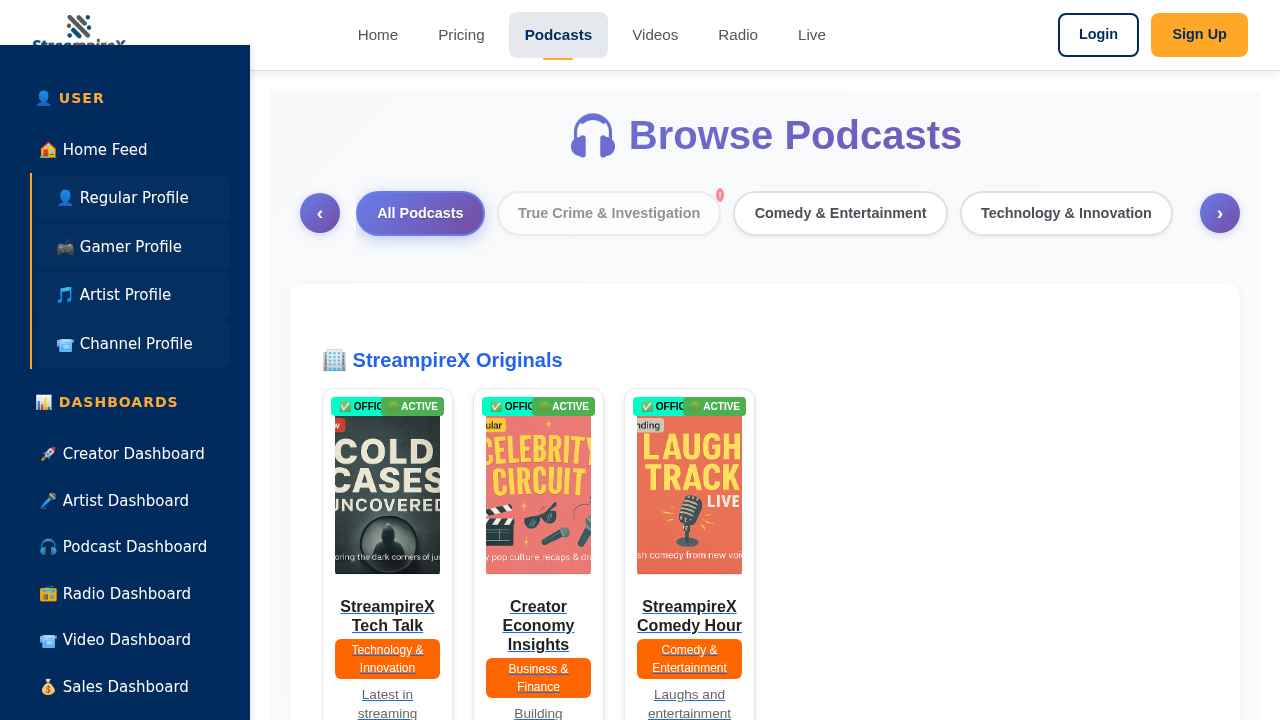 StreampireX
Home
Pricing
Podcasts
Videos
Radio
Live
Login
Sign Up
USER
Home Feed
Regular Profile
Gamer Profile
Artist Profile
Channel Profile
DASHBOARDS
Creator Dashboard
Artist Dashboard
Podcast Dashboard
Radio Dashboard
Video Dashboard
Sales Dashboard
Browse Podcasts
‹
All Podcasts
True Crime & Investigation
!
Comedy & Entertainment
Technology & Innovation
›
StreampireX Originals
OFFIC
ACTIVE
COLD
CASES
UNCOVERED
oring the dark corners of jus
StreampireX
Tech Talk
Technology &
Innovation
Latest in
streaming
OFFIC
ACTIVE
ular
CELEBRITY
CIRCUIT
y pop culture recaps & dra
Creator
Economy
Insights
Business &
Finance
Building
OFFIC
ACTIVE
nding
LAUGH
TRACK
LIVE
sh comedy from new voic
StreampireX
Comedy Hour
Comedy &
Entertainment
Laughs and
entertainment